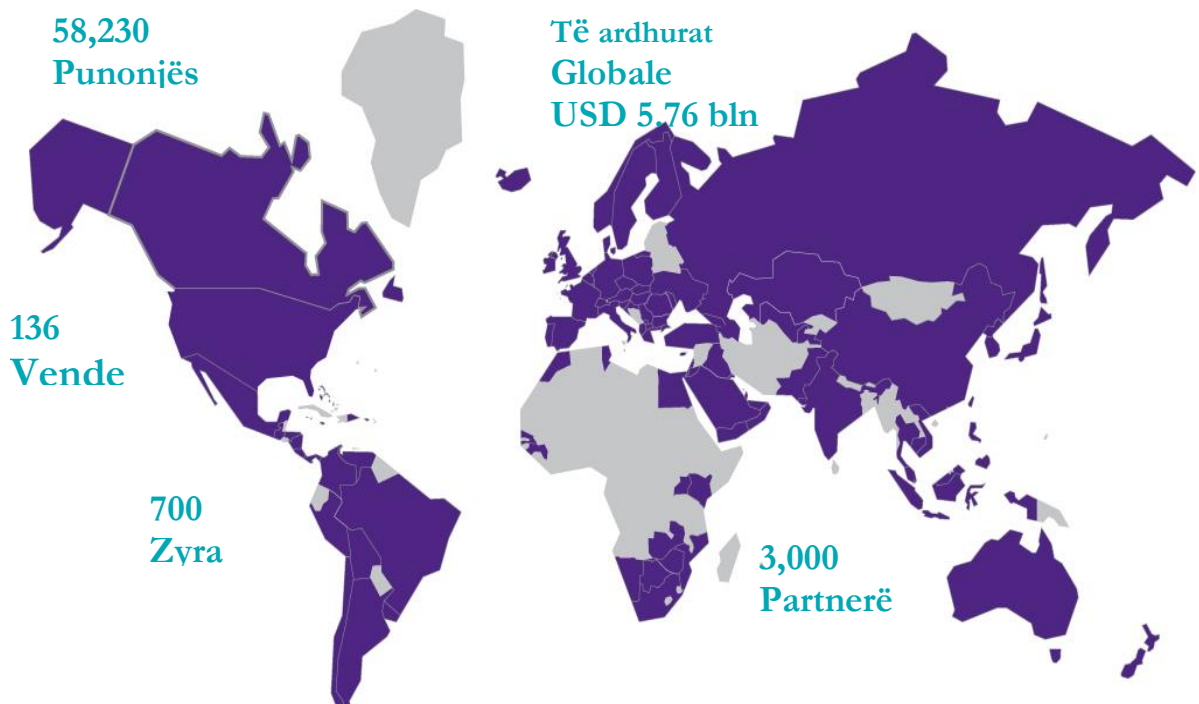 58,230
Punonjës
Të ardhurat
Globale
USD 5.76 bln
136
Vende
700
Zyra
3,000
Partnerë